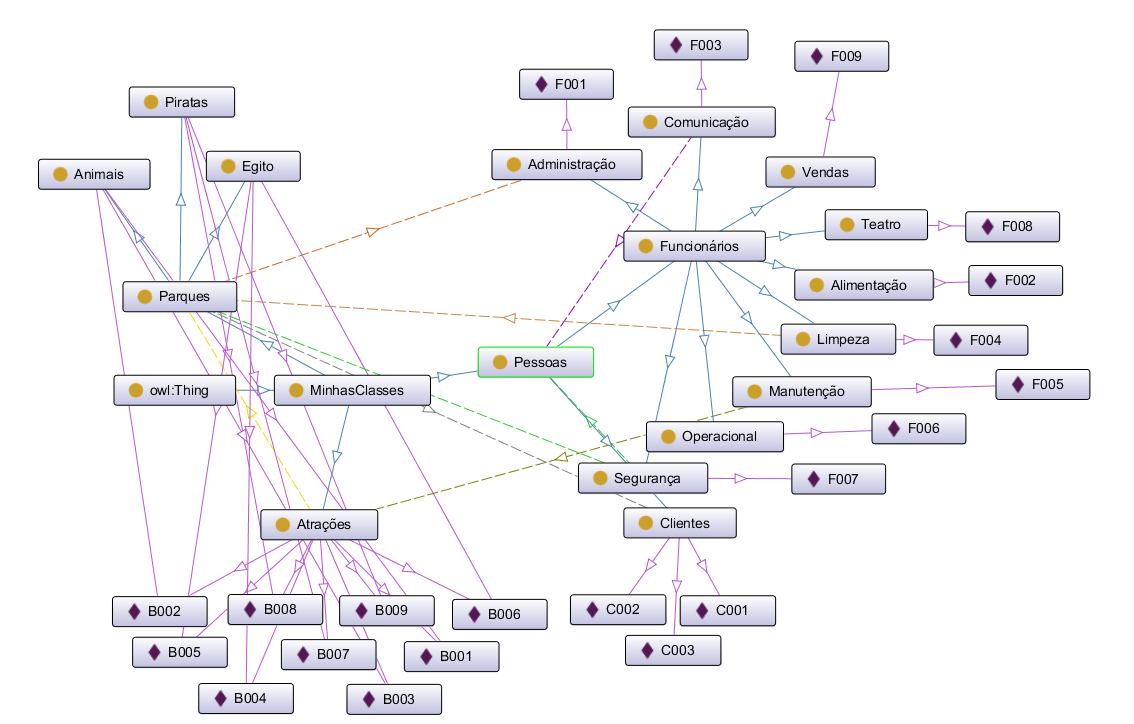 F003
F009
F001
Piratas
Comunicação
Animais
Egito
Administração
Vendas
Teatro
F008
Funcionários
Alimentação
F002
Parques
Limpeza
F004
Pessoas
owl:Thing
MinhasClasses
Manutenção
F005
Operacional
F006
Segurança
F007
Atrações
Clientes
B002
B008
B009
B006
C002
C001
B005
B007
B001
C003
B004
B003